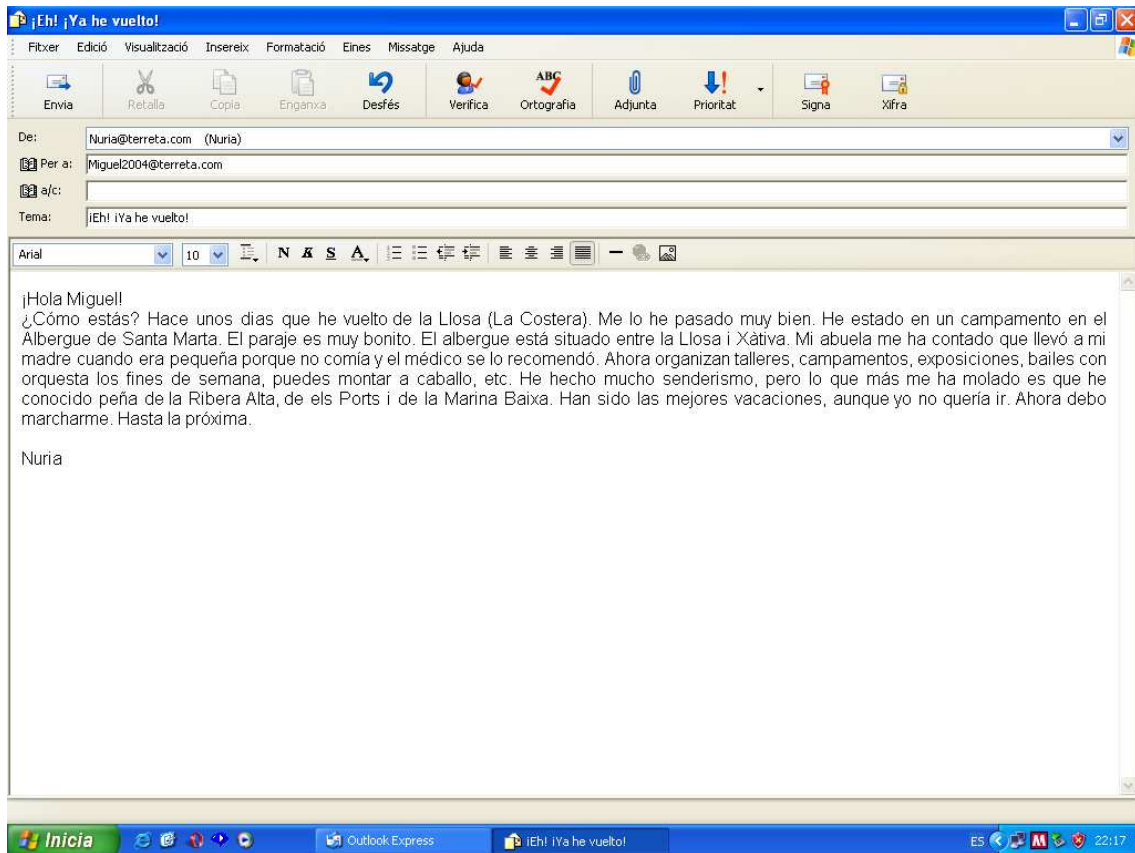 ¡Eh! ¡Ya he vuelto!
Fitxer Edició Visualització Insereix Formatació Eines Missatge Ajuda
Envia Retalla Copia Enganxa Desfés Verifica Ortografia Adjunta Prioritat Signa Xifra
De: Nuria@terreta.com (Nuria)
Per a: Miguel2004@terreta.com
a/c:
Tema: ¡Eh! ¡Ya he vuelto!
Arial 10 N K S A
¡Hola Miguel!
¿Cómo estás? Hace unos dias que he vuelto de la Llosa (La Costera). Me lo he pasado muy bien. He estado en un campamento en el
Albergue de Santa Marta. El paraje es muy bonito. El albergue está situado entre la Llosa i Xàtiva. Mi abuela me ha contado que llevó a mi
madre cuando era pequeña porque no comía y el médico se lo recomendó. Ahora organizan talleres, campamentos, exposiciones, bailes con
orquesta los fines de semana, puedes montar a caballo, etc. He hecho mucho senderismo, pero lo que más me ha molado es que he
conocido peña de la Ribera Alta, de els Ports i de la Marina Baixa. Han sido las mejores vacaciones, aunque yo no quería ir. Ahora debo
marcharme. Hasta la próxima.
Nuria
Inicia Outlook Express ¡Eh! ¡Ya he vuelto! ES 22:17